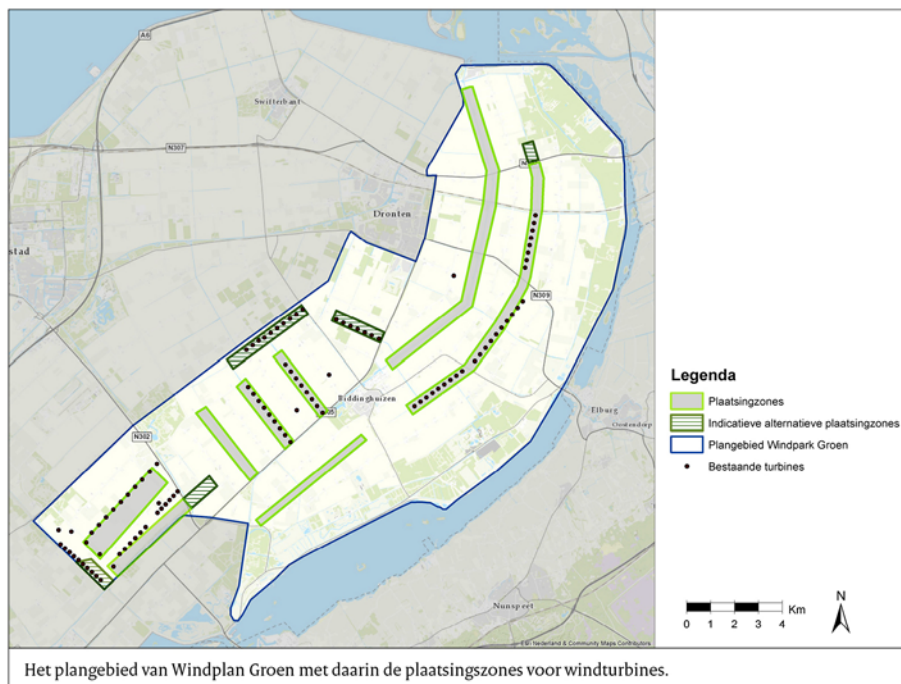 A6
Swifterbant
N307
N
Dronten
stad
N309
Biddinghuizen
05
Elburg
Oostendorp
N302
Nunspeet
Esri Nederland & Community Maps Contributors
Legenda
Plaatsingzones
Indicatieve alternatieve plaatsingzones
Plangebied Windpark Groen
Bestaande turbines
0 1 2 3 4 Km
N
Het plangebied van Windplan Groen met daarin de plaatsingszones voor windturbines.